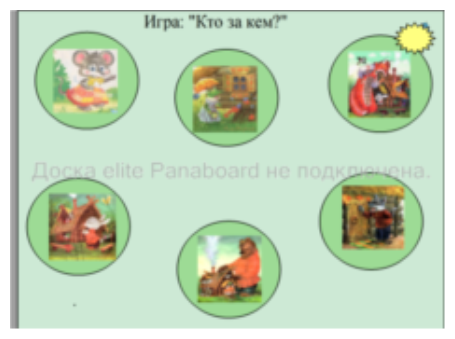 Игра: "Кто за кем?"
Доска elite Panaboard не подключена.